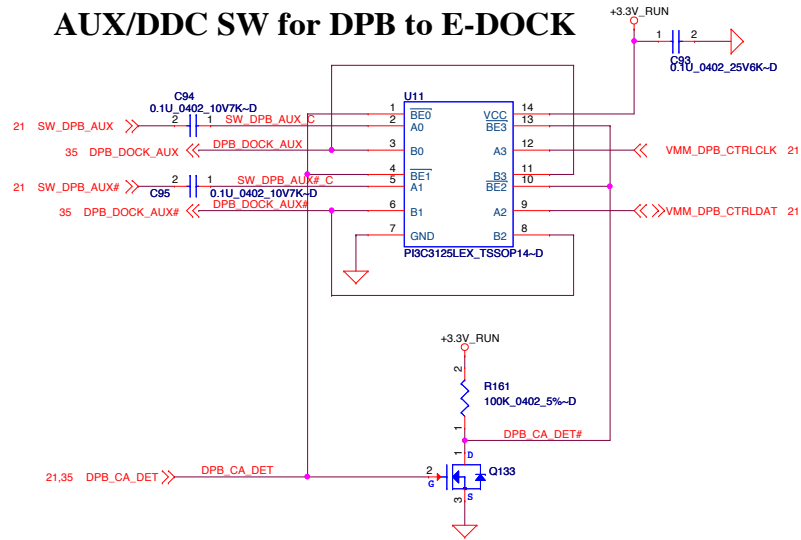 AUX/DDC SW for DPB to E-DOCK
+3.3V_RUN
1 2
C93
0.1U_0402_25V6K~D
U11
C94
0.1U_0402_10V7K~D
21 SW_DPB_AUX 2 1 SW_DPB_AUX_C
35 DPB_DOCK_AUX DPB_DOCK_AUX
21 SW_DPB_AUX# 2 1 SW_DPB_AUX#_C
C95 0.1U_0402_10V7K~D
35 DPB_DOCK_AUX# DPB_DOCK_AUX#
1 BE0 VCC 14
2 A0 BE3 13
3 B0 A3 12 VMM_DPB_CTRLCLK 21
4 BE1 B3 11
5 A1 BE2 10
6 B1 A2 9 VMM_DPB_CTRLDAT 21
7 GND B2 8
PI3C3125LEX_TSSOP14~D
+3.3V_RUN
2
R161
100K_0402_5%~D
1
DPB_CA_DET#
1 D
21,35 DPB_CA_DET DPB_CA_DET 2 G Q133
3 S